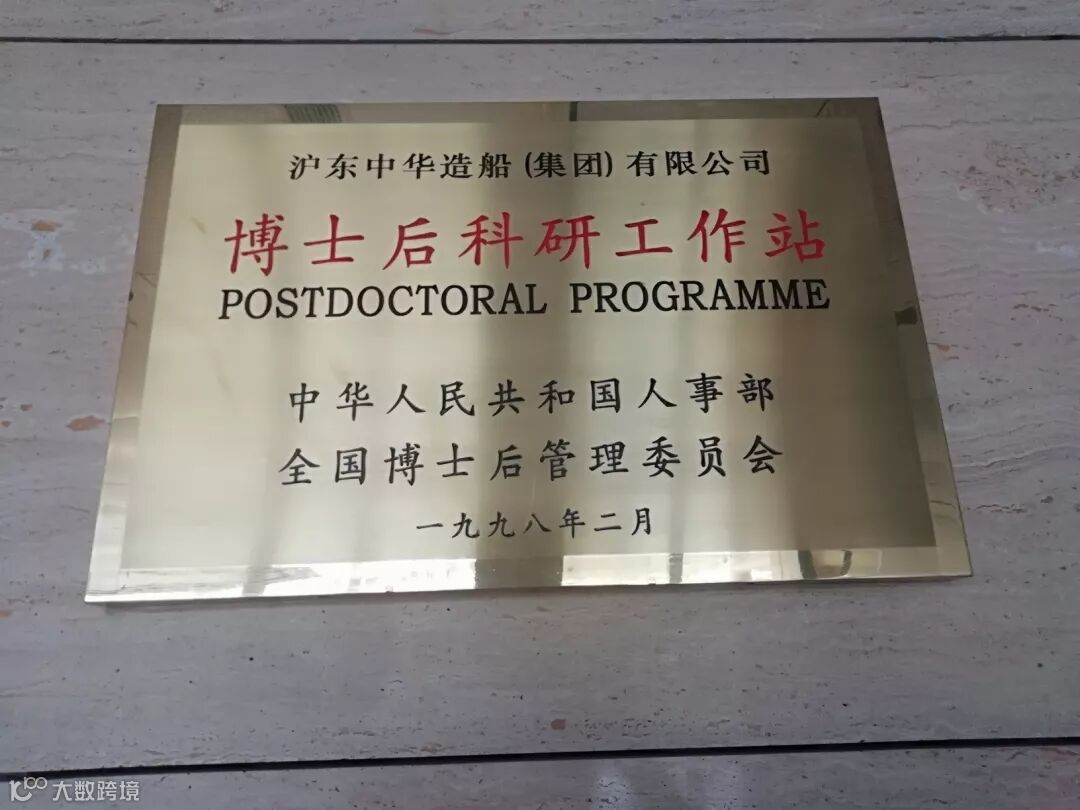 沪东中华造船(集团)有限公司
博士后科研工作站
POSTDOCTORAL PROGRAMME
中华人民共和国人事部
全国博士后管理委员会
一九九八年二月
大数跨境